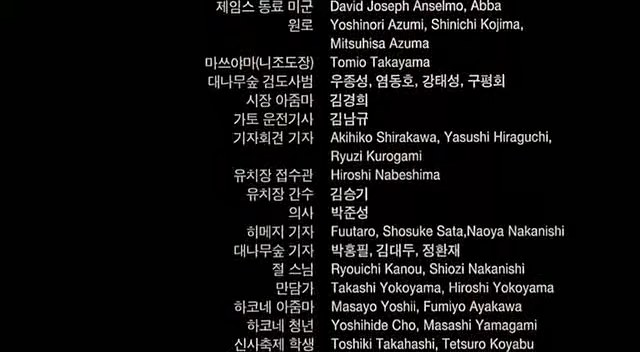 제임스 동료 미군 David Joseph Anselmo, Abba
원로 Yoshinori Azumi, Shinichi Kojima,
Mitsuhisa Azuma
마쓰야마(니조도장) Tomio Takayama
대나무숲 검도사범 우종성, 염동호, 강태성, 구평회
시장 아줌마 김경희
가토 운전기사 김남규
기자회견 기자 Akihiko Shirakawa, Yasushi Hiraguchi,
Ryuzi Kurogami
유치장 접수관 Hiroshi Nabeshima
유치장 간수 김승기
의사 박준성
히메지 기자 Fuutaro, Shosuke Sata,Naoya Nakanishi
대나무숲 기자 박홍필, 김대두, 정환재
절 스님 Ryouichi Kanou, Shiozi Nakanishi
만담가 Takashi Yokoyama, Hiroshi Yokoyama
하코네 아줌마 Masayo Yoshii, Fumiyo Ayakawa
하코네 청년 Yoshihide Cho, Masashi Yamagami
신사축제 학생 Toshiki Takahashi, Tetsuro Koyabu